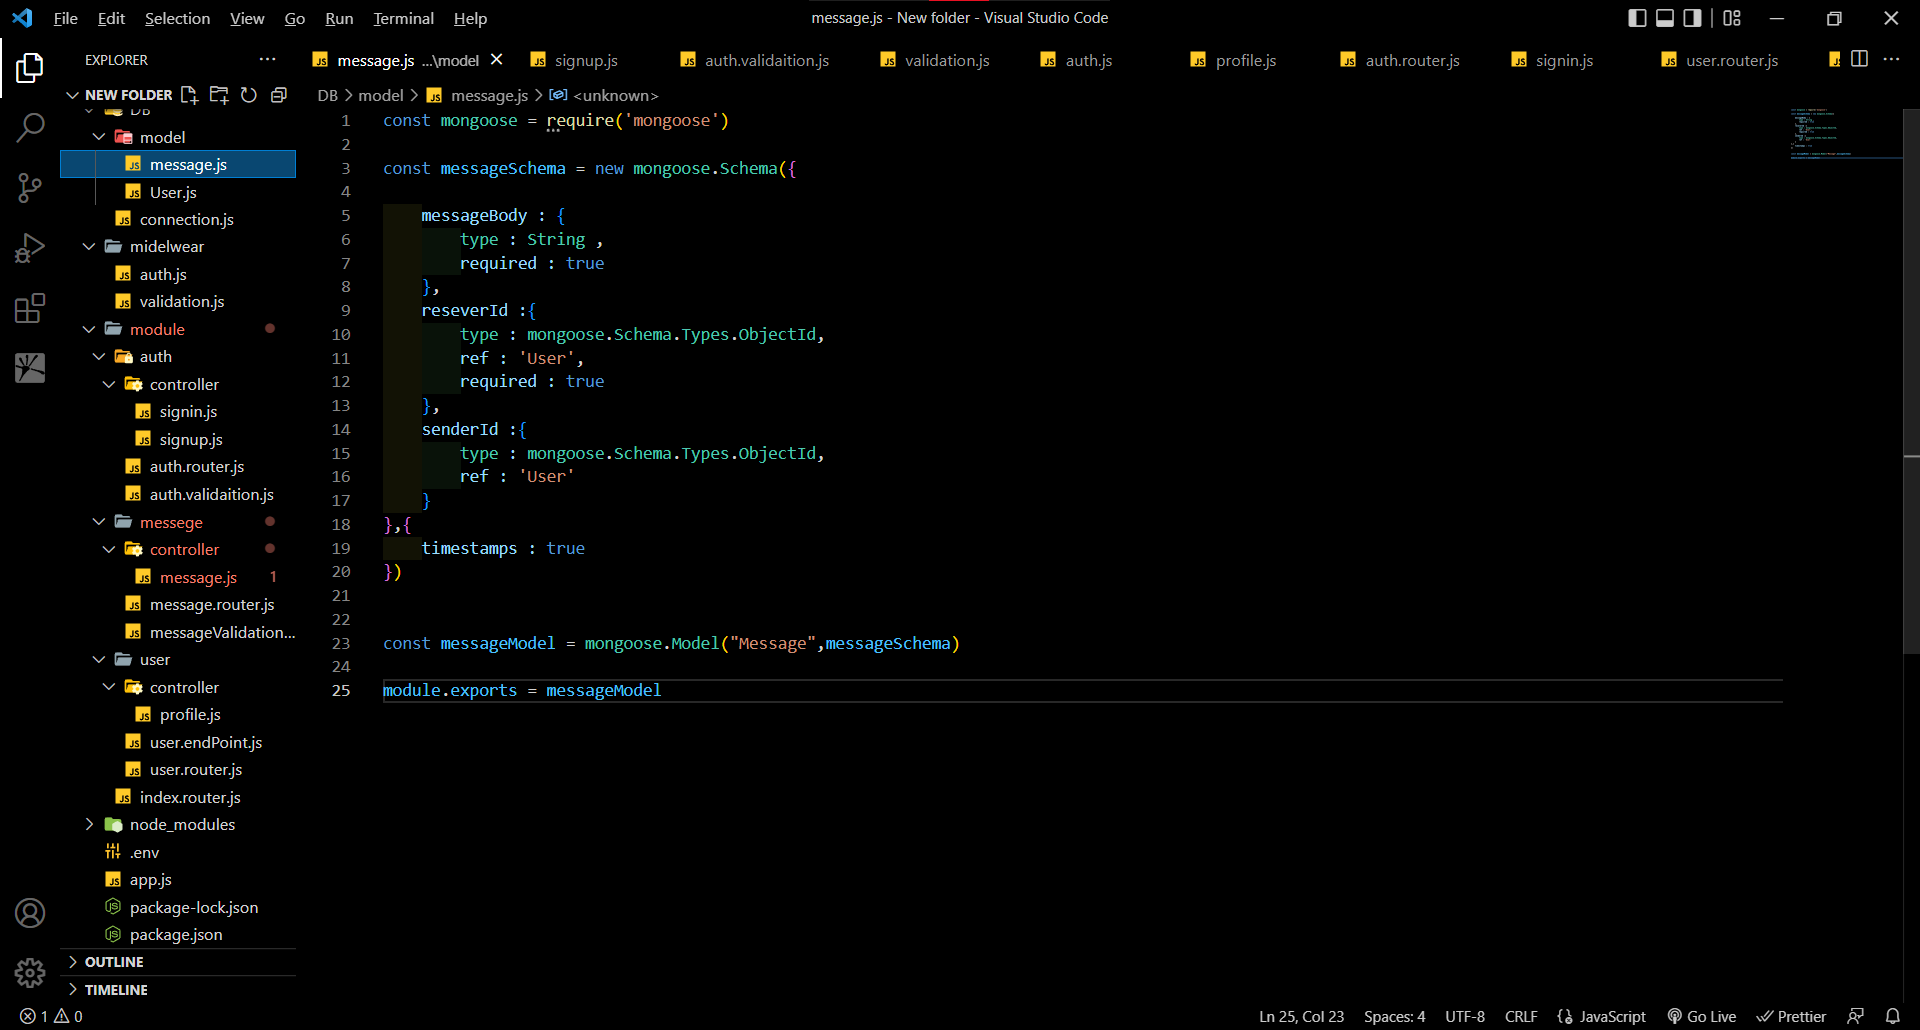 File Edit Selection View Go Run Terminal Help
message.js - New folder - Visual Studio Code
EXPLORER
message.js ...\model
signup.js
auth.validaition.js
validation.js
auth.js
profile.js
auth.router.js
signin.js
user.router.js
NEW FOLDER
DB > model > message.js > <unknown>
DB
model
message.js
User.js
connection.js
midelwear
auth.js
validation.js
module
auth
controller
signin.js
signup.js
auth.router.js
auth.validaition.js
messege
controller
message.js 1
message.router.js
messageValidation...
user
controller
profile.js
user.endPoint.js
user.router.js
index.router.js
node_modules
.env
app.js
package-lock.json
package.json
OUTLINE
TIMELINE
1 const mongoose = require('mongoose')
2
3 const messageSchema = new mongoose.Schema({
4
5     messageBody : {
6         type : String ,
7         required : true
8     },
9     reseverId :{
10         type : mongoose.Schema.Types.ObjectId,
11         ref : 'User',
12         required : true
13     },
14     senderId :{
15         type : mongoose.Schema.Types.ObjectId,
16         ref : 'User'
17     }
18 },{
19     timestamps : true
20 })
21
22
23 const messageModel = mongoose.Model("Message",messageSchema)
24
25 module.exports = messageModel
1 0
Ln 25, Col 23 Spaces: 4 UTF-8 CRLF JavaScript Go Live Prettier